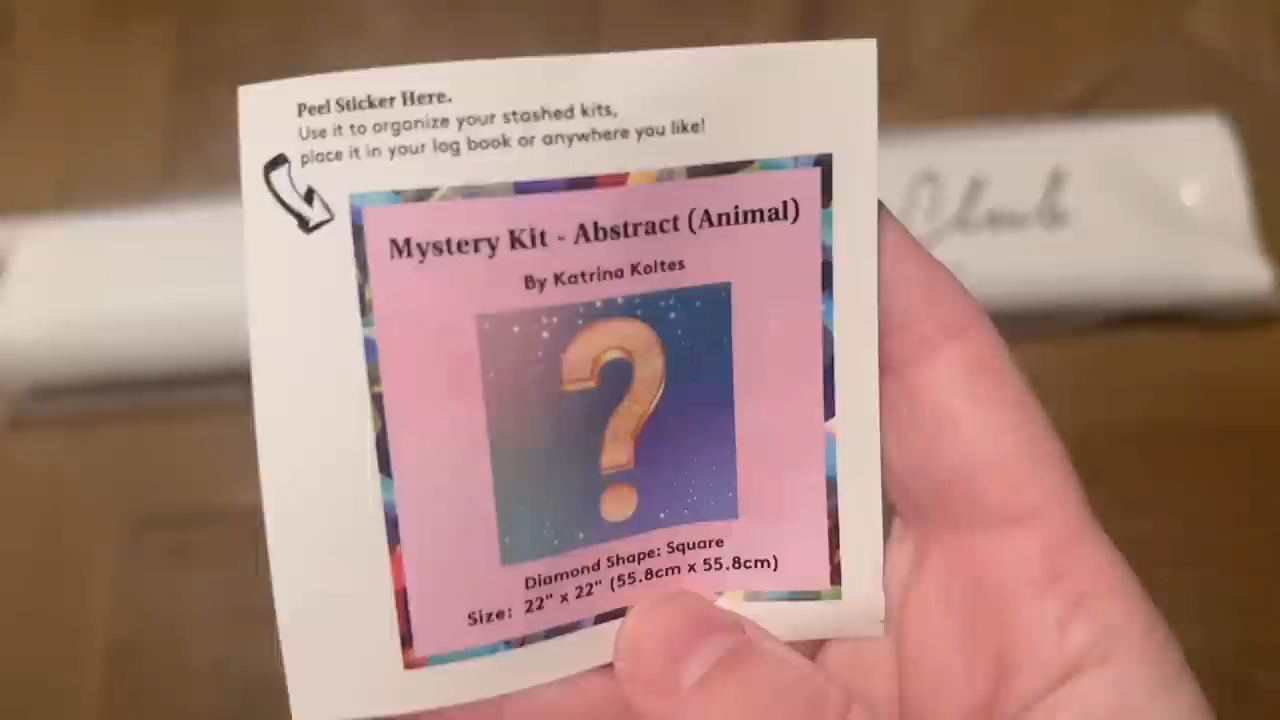 Peel Sticker Here.
Use it to organize your stashed kits,
place it in your log book or anywhere you like!
Mystery Kit - Abstract (Animal)
By Katrina Koltes
?
Diamond Shape: Square
Size: 22" x 22" (55.8cm x 55.8cm)